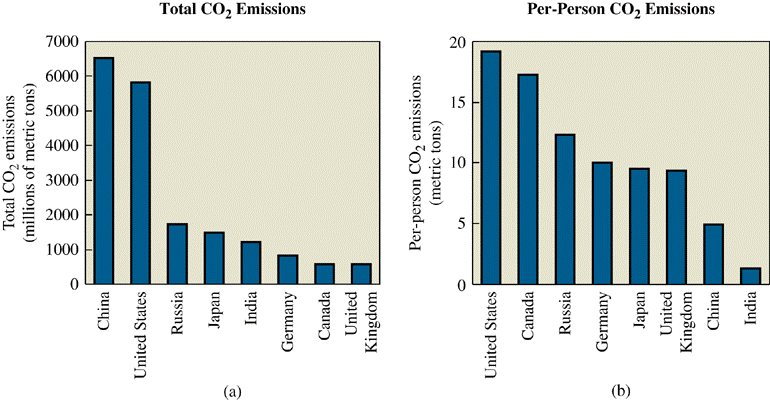 Total CO₂ Emissions
Total CO₂ emissions
(millions of metric tons)
7000
6000
5000
4000
3000
2000
1000
0
China
United States
Russia
Japan
India
Germany
Canada
United
Kingdom
(a)
Per-Person CO₂ Emissions
Per-person CO₂ emissions
(metric tons)
20
15
10
5
0
United States
Canada
Russia
Germany
Japan
United
Kingdom
China
India
(b)